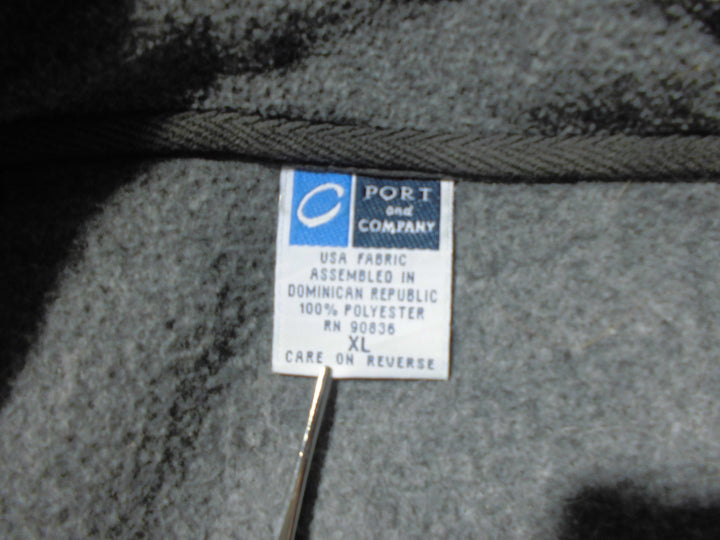 PORT
and
COMPANY
USA FABRIC
ASSEMBLED IN
DOMINICAN REPUBLIC
100% POLYESTER
RN 90836
XL
CARE ON REVERSE